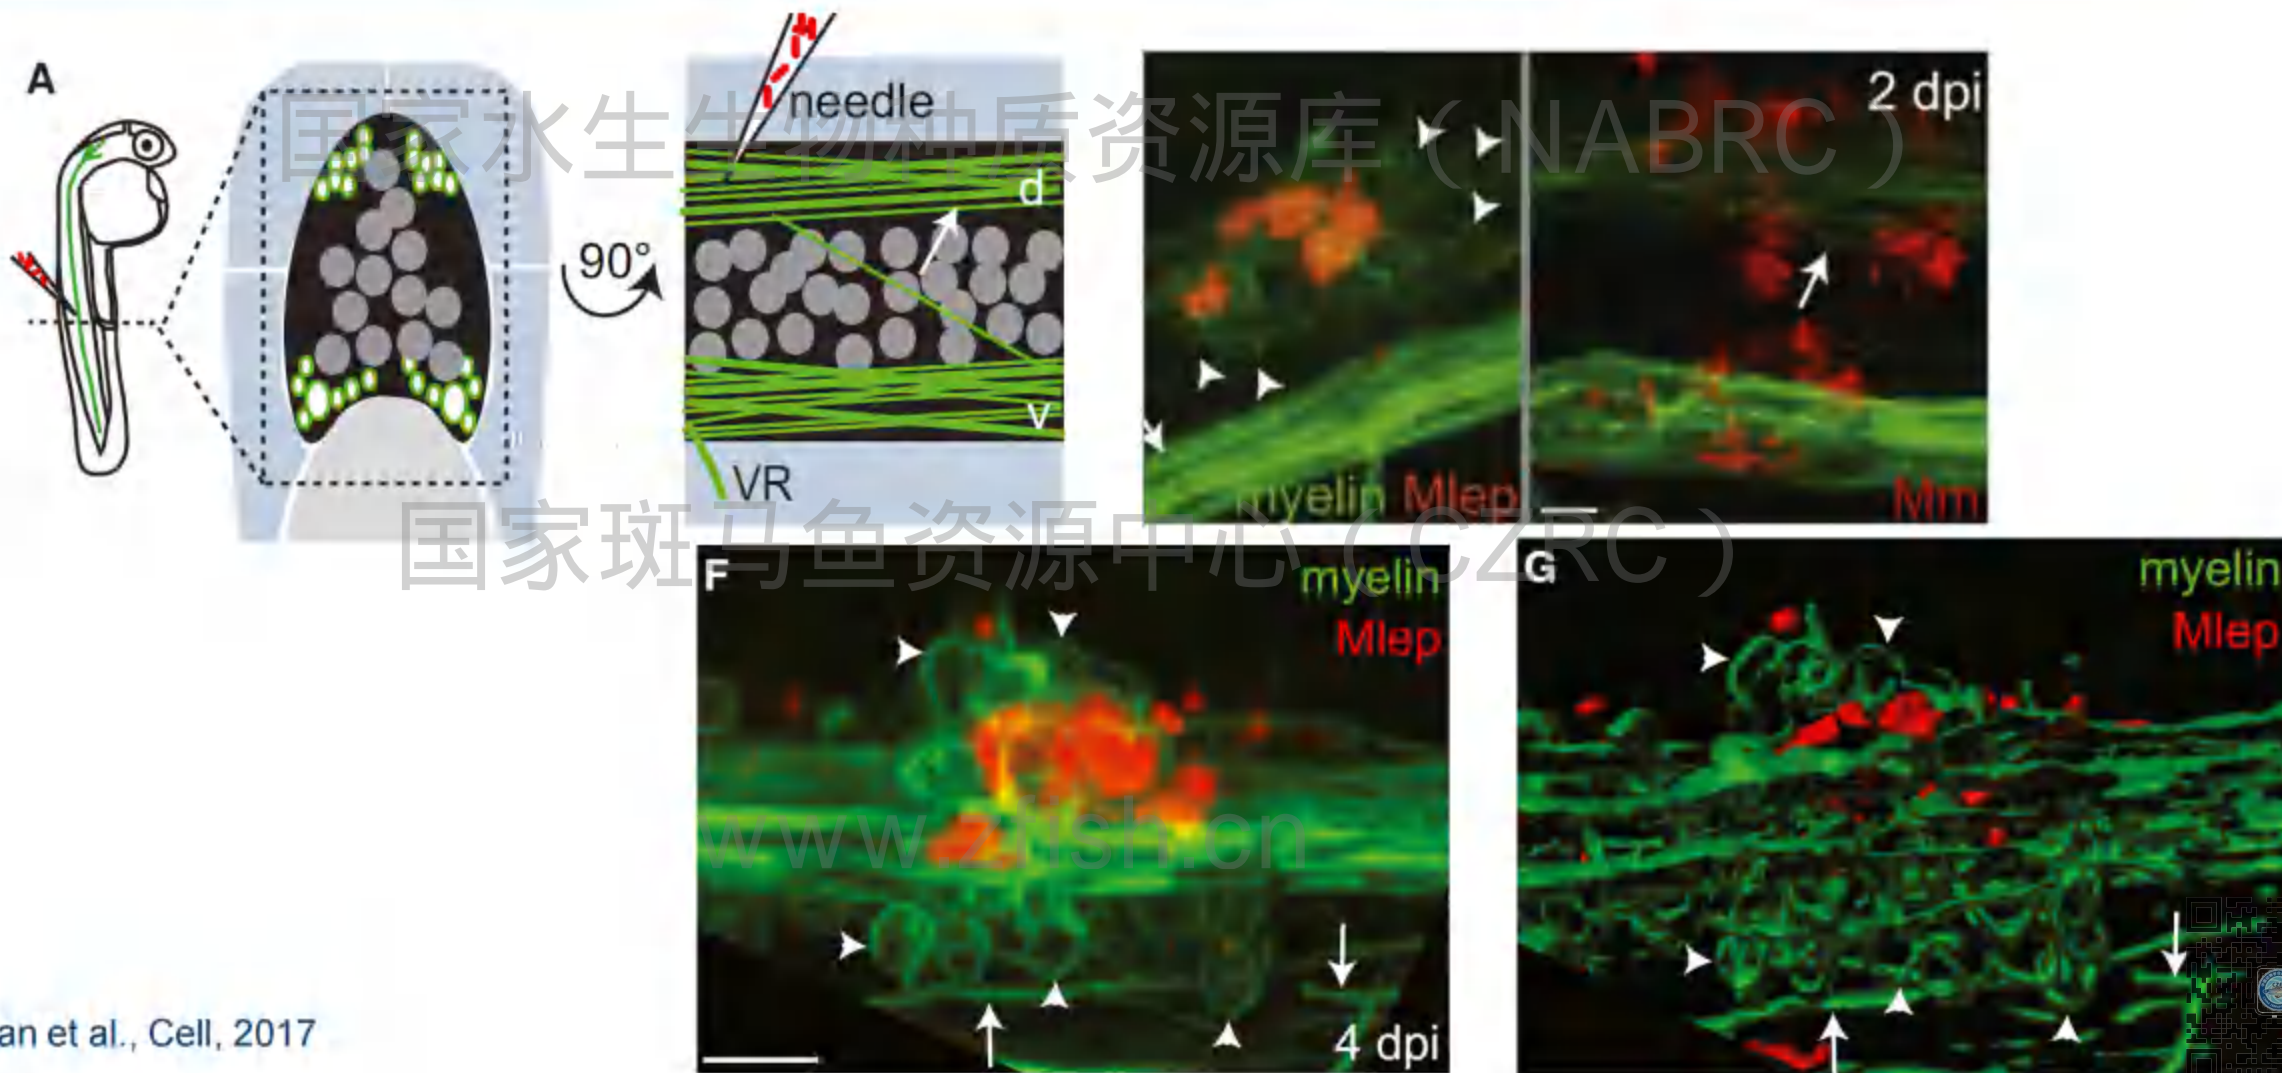 A
needle
d
90°
v
VR
2 dpi
myelin Mlep
Mm
国家水生生物种质资源库（NABRC）
国家斑马鱼资源中心（CZRC）
F
myelin
Mlep
4 dpi
G
myelin
Mlep
www.zfish.cn
an et al., Cell, 2017